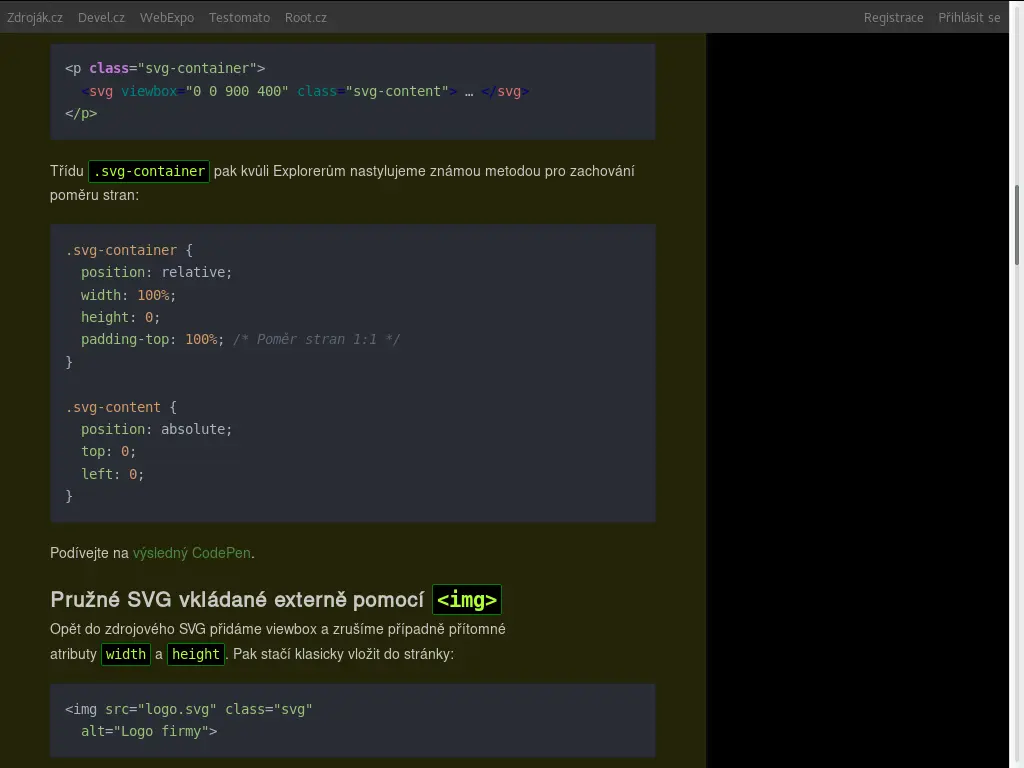 Zdroják.cz Devel.cz WebExpo Testomato Root.cz Registrace Přihlásit se
<p class="svg-container">
  <svg viewbox="0 0 900 400" class="svg-content"> … </svg>
</p>
Třídu .svg-container pak kvůli Explorerům nastylujeme známou metodou pro zachování
poměru stran:
.svg-container {
  position: relative;
  width: 100%;
  height: 0;
  padding-top: 100%; /* Poměr stran 1:1 */
}
.svg-content {
  position: absolute;
  top: 0;
  left: 0;
}
Podívejte na výsledný CodePen.
Pružné SVG vkládané externě pomocí <img>
Opět do zdrojového SVG přidáme viewbox a zrušíme případně přítomné
atributy width a height. Pak stačí klasicky vložit do stránky:
<img src="logo.svg" class="svg"
  alt="Logo firmy">